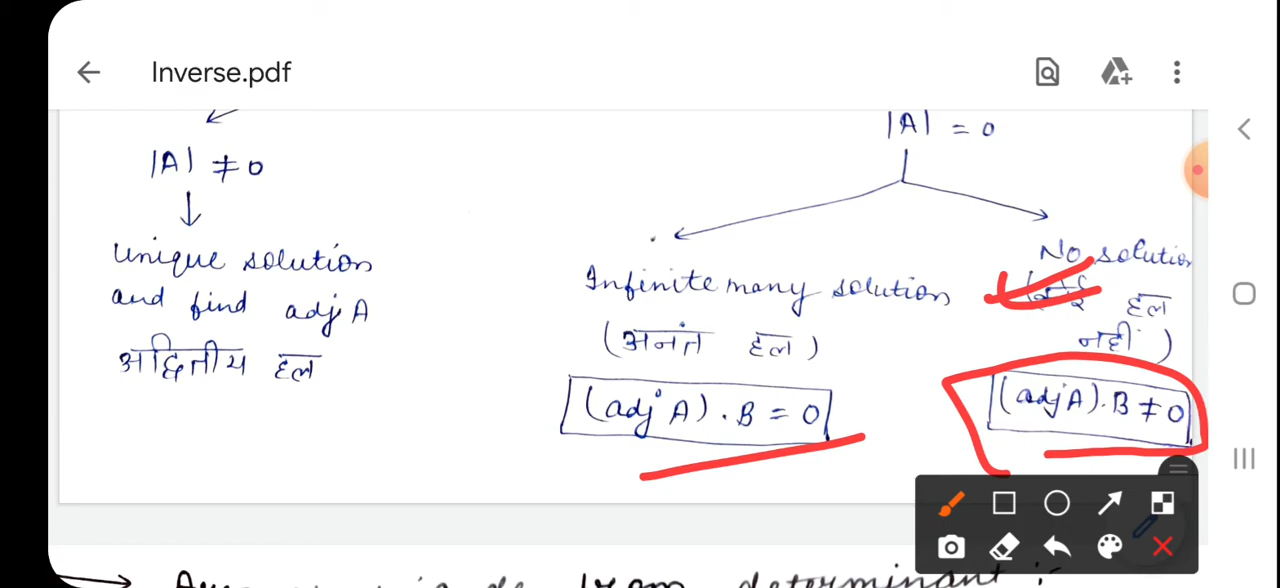 Inverse.pdf
|A| ≠ 0
unique solution
and find adj A
अद्वितीय हल
|A| = 0
Infinite many solution
(अनंत हल)
(adj A) . B = 0
No solution
हल
नहीं)
(adj A) . B ≠ 0
determinant :-